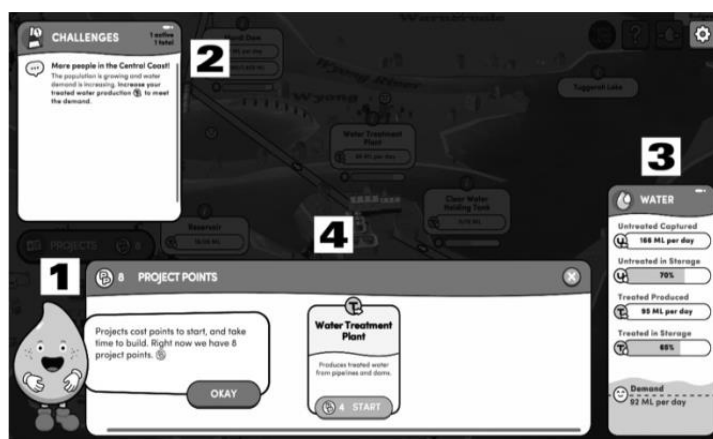 CHALLENGES
1 active
1 total
2
More people in the Central Coast!
The population is growing and water
demand is increasing. Increase your
treated water production to meet
the demand.
Wyong River
Wyong
Tuggerah Lake
Water Treatment
Plant
Clear Water
Holding Tank
Reservoir
PROJECTS 8
3
WATER
Untreated Captured
166 ML per day
Untreated in Storage
70%
Treated Produced
Treated in Storage
Demand
92 ML per day
4
1
8 PROJECT POINTS
Projects cost points to start, and take
time to build. Right now we have 8
project points.
OKAY
Water Treatment
Plant
Produces treated water
from pipelines and dams.
4 START